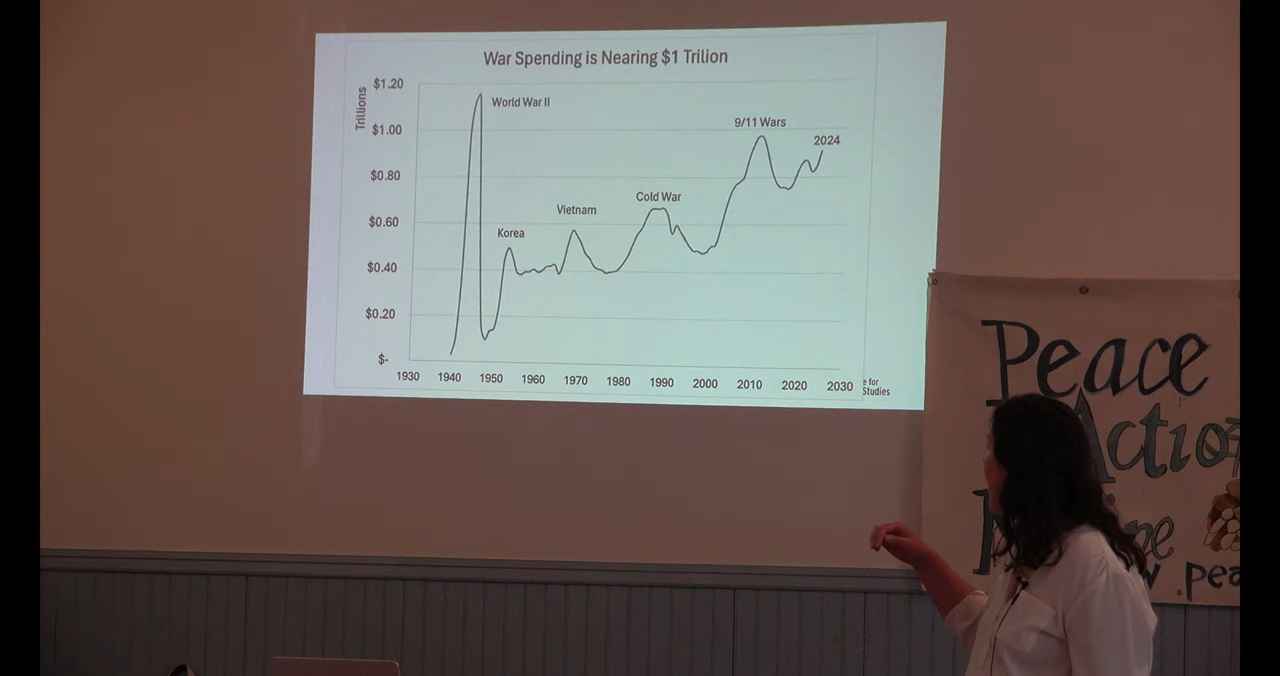 War Spending is Nearing $1 Trilion
Trillions
$1.20
$1.00
$0.80
$0.60
$0.40
$0.20
$-
World War II
Korea
Vietnam
Cold War
9/11 Wars
2024
1930 1940 1950 1960 1970 1980 1990 2000 2010 2020 2030
e for
Studies
Peace
Actio